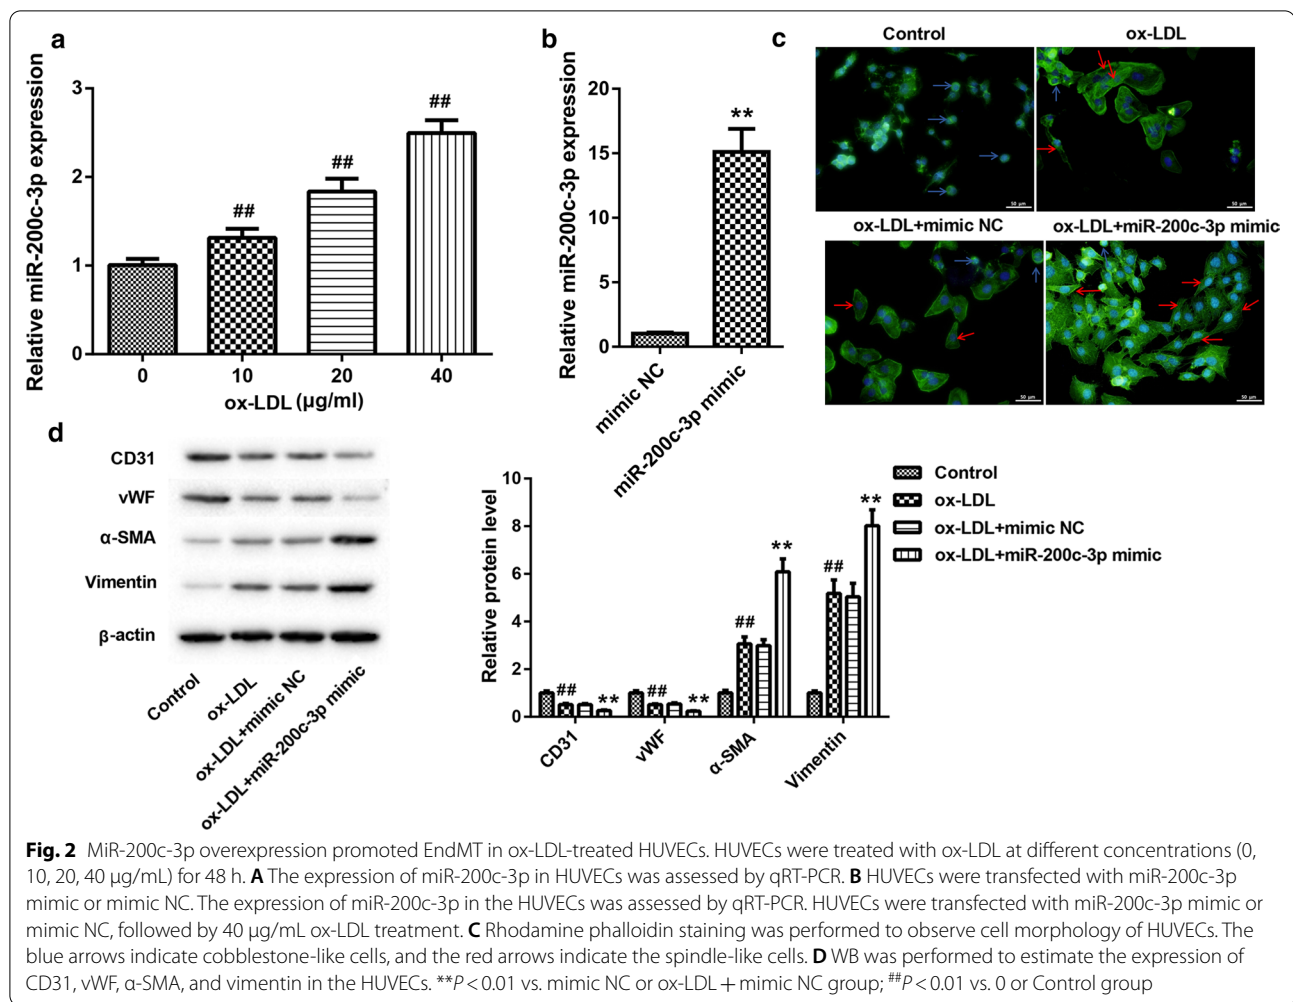 a
Relative miR-200c-3p expression
3
2
1
0
##
##
##
0
10
20
40
ox-LDL (μg/ml)
b
Relative miR-200c-3p expression
20
15
10
5
0
**
mimic NC
miR-200c-3p mimic
c
Control
ox-LDL
50 μm
50 μm
ox-LDL+mimic NC
ox-LDL+miR-200c-3p mimic
50 μm
50 μm
d
CD31
vWF
α-SMA
Vimentin
β-actin
Control
ox-LDL
ox-LDL+mimic NC
ox-LDL+miR-200c-3p mimic
Relative protein level
10
8
6
4
2
0
##
**
##
**
##
**
##
**
CD31
vWF
α-SMA
Vimentin
Control
ox-LDL
ox-LDL+mimic NC
ox-LDL+miR-200c-3p mimic
Fig. 2 MiR-200c-3p overexpression promoted EndMT in ox-LDL-treated HUVECs. HUVECs were treated with ox-LDL at different concentrations (0,
10, 20, 40 μg/mL) for 48 h. A The expression of miR-200c-3p in HUVECs was assessed by qRT-PCR. B HUVECs were transfected with miR-200c-3p
mimic or mimic NC. The expression of miR-200c-3p in the HUVECs was assessed by qRT-PCR. HUVECs were transfected with miR-200c-3p mimic or
mimic NC, followed by 40 μg/mL ox-LDL treatment. C Rhodamine phalloidin staining was performed to observe cell morphology of HUVECs. The
blue arrows indicate cobblestone-like cells, and the red arrows indicate the spindle-like cells. D WB was performed to estimate the expression of
CD31, vWF, α-SMA, and vimentin in the HUVECs. **P < 0.01 vs. mimic NC or ox-LDL + mimic NC group; ##P < 0.01 vs. 0 or Control group